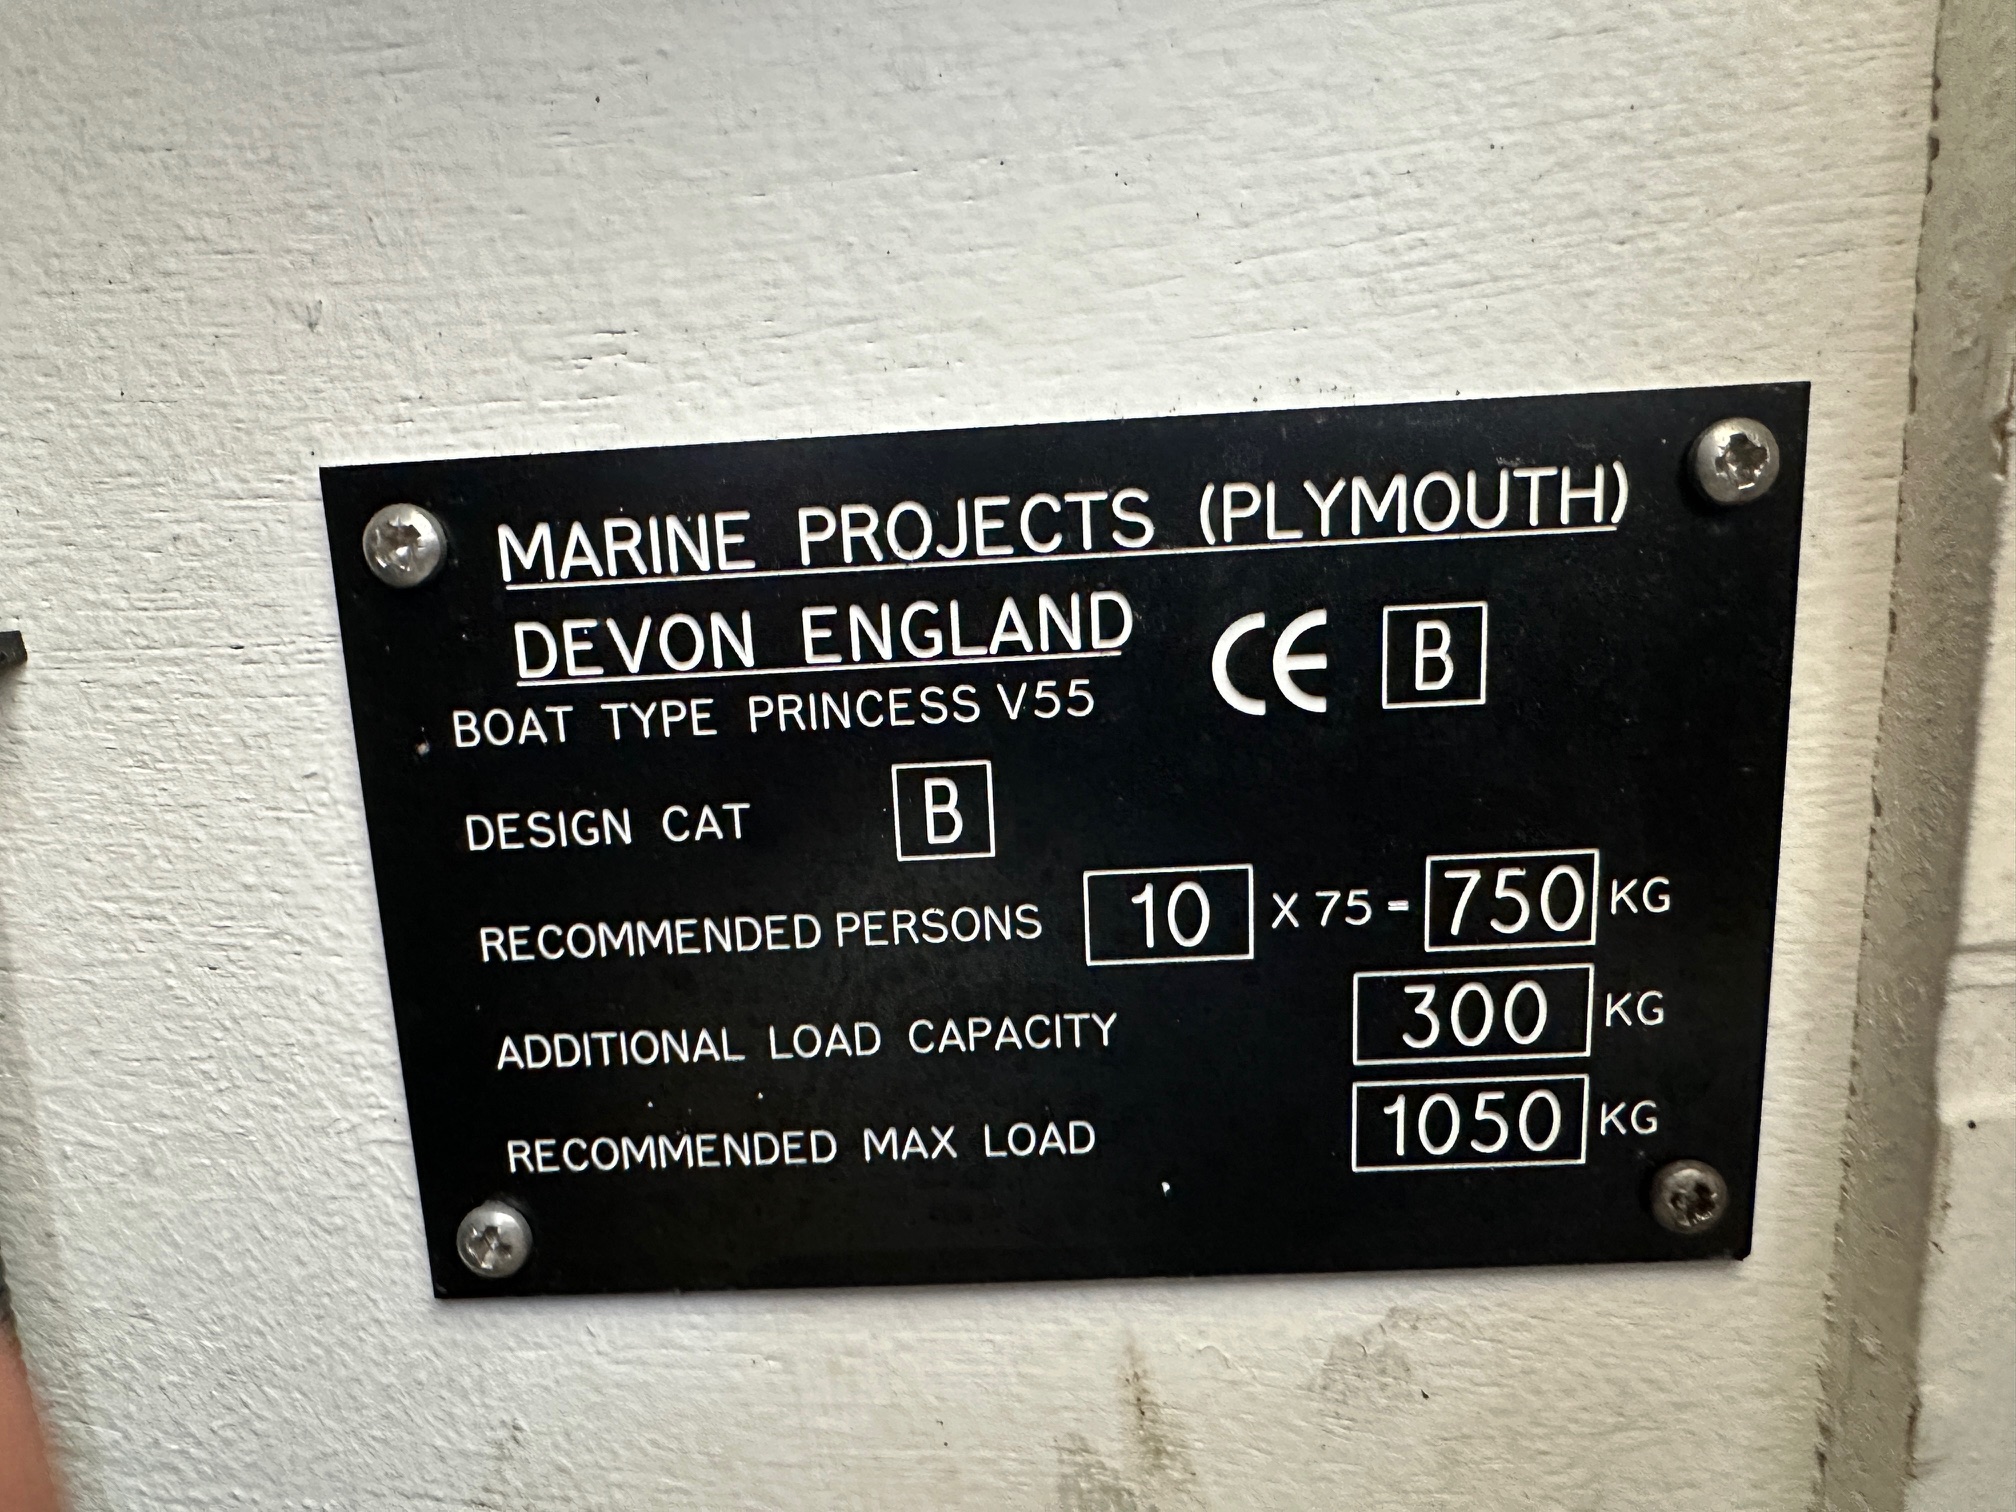 MARINE PROJECTS (PLYMOUTH)
DEVON ENGLAND CE B
BOAT TYPE PRINCESS V55
DESIGN CAT B
RECOMMENDED PERSONS 10 X 75 = 750 KG
ADDITIONAL LOAD CAPACITY 300 KG
RECOMMENDED MAX LOAD 1050 KG